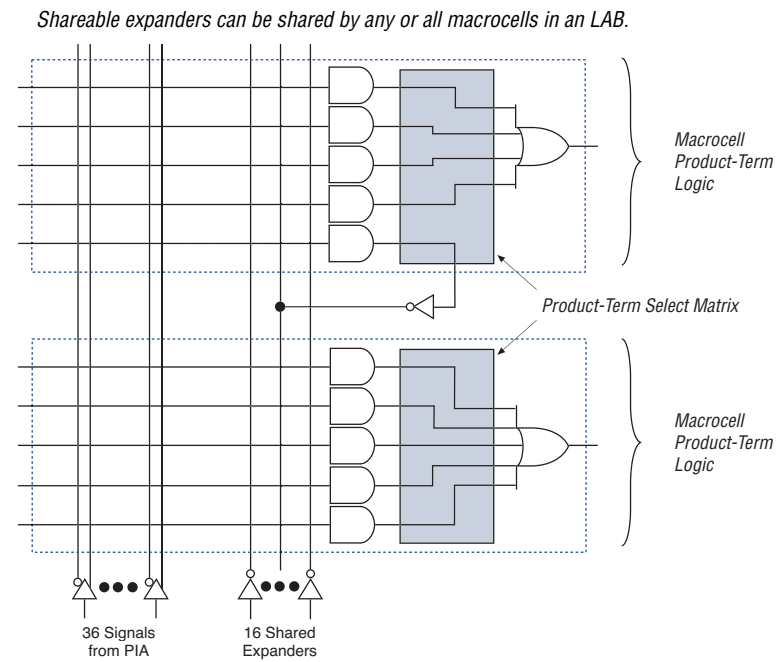 Shareable expanders can be shared by any or all macrocells in an LAB.
Macrocell
Product-Term
Logic
Product-Term Select Matrix
Macrocell
Product-Term
Logic
36 Signals
from PIA
16 Shared
Expanders